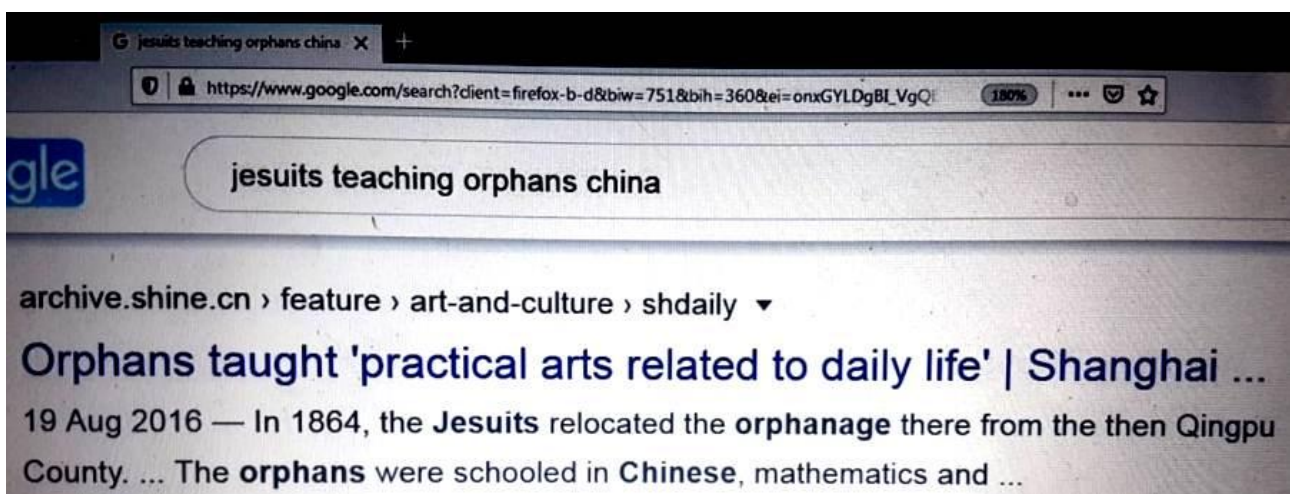 G jesuits teaching orphans china X +
https://www.google.com/search?client=firefox-b-d&biw=751&bih=360&ei=onxGYLDgBI_VgQ 180% ...
gle jesuits teaching orphans china
archive.shine.cn › feature › art-and-culture › shdaily
Orphans taught 'practical arts related to daily life' | Shanghai ...
19 Aug 2016 — In 1864, the Jesuits relocated the orphanage there from the then Qingpu
County. ... The orphans were schooled in Chinese, mathematics and ...